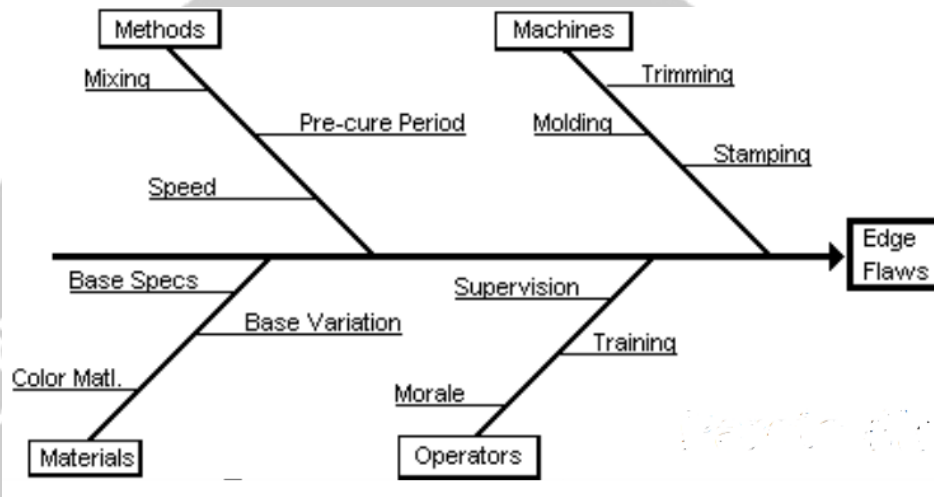 Methods
Machines
Mixing
Trimming
Pre-cure Period
Molding
Stamping
Speed
Edge
Flaws
Base Specs
Supervision
Base Variation
Training
Color Matl.
Morale
Materials
Operators